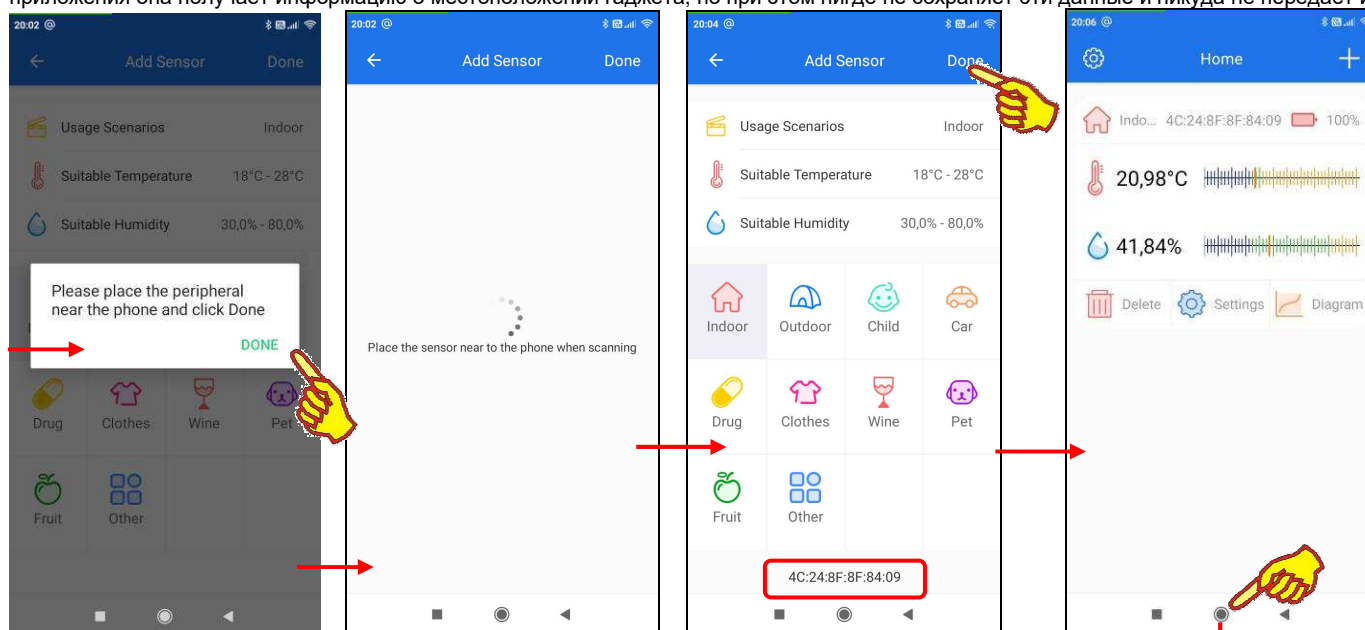 приложения она получает информацию о местоположении гаджета, но при этом нигде не сохраняет эти данные и никуда не передает
20:02 @
Add Sensor Done
Usage Scenarios Indoor
Suitable Temperature 18°C - 28°C
Suitable Humidity 30,0% - 80,0%
Please place the peripheral
near the phone and click Done
DONE
Drug Clothes Wine Pet
Fruit Other
20:02 @
Add Sensor Done
Place the sensor near to the phone when scanning
20:04 @
Add Sensor Done
Usage Scenarios Indoor
Suitable Temperature 18°C - 28°C
Suitable Humidity 30,0% - 80,0%
Indoor Outdoor Child Car
Drug Clothes Wine Pet
Fruit Other
4C:24:8F:8F:84:09
20:06 @
Home
Indo... 4C:24:8F:8F:84:09 100%
20,98°C
41,84%
Delete Settings Diagram